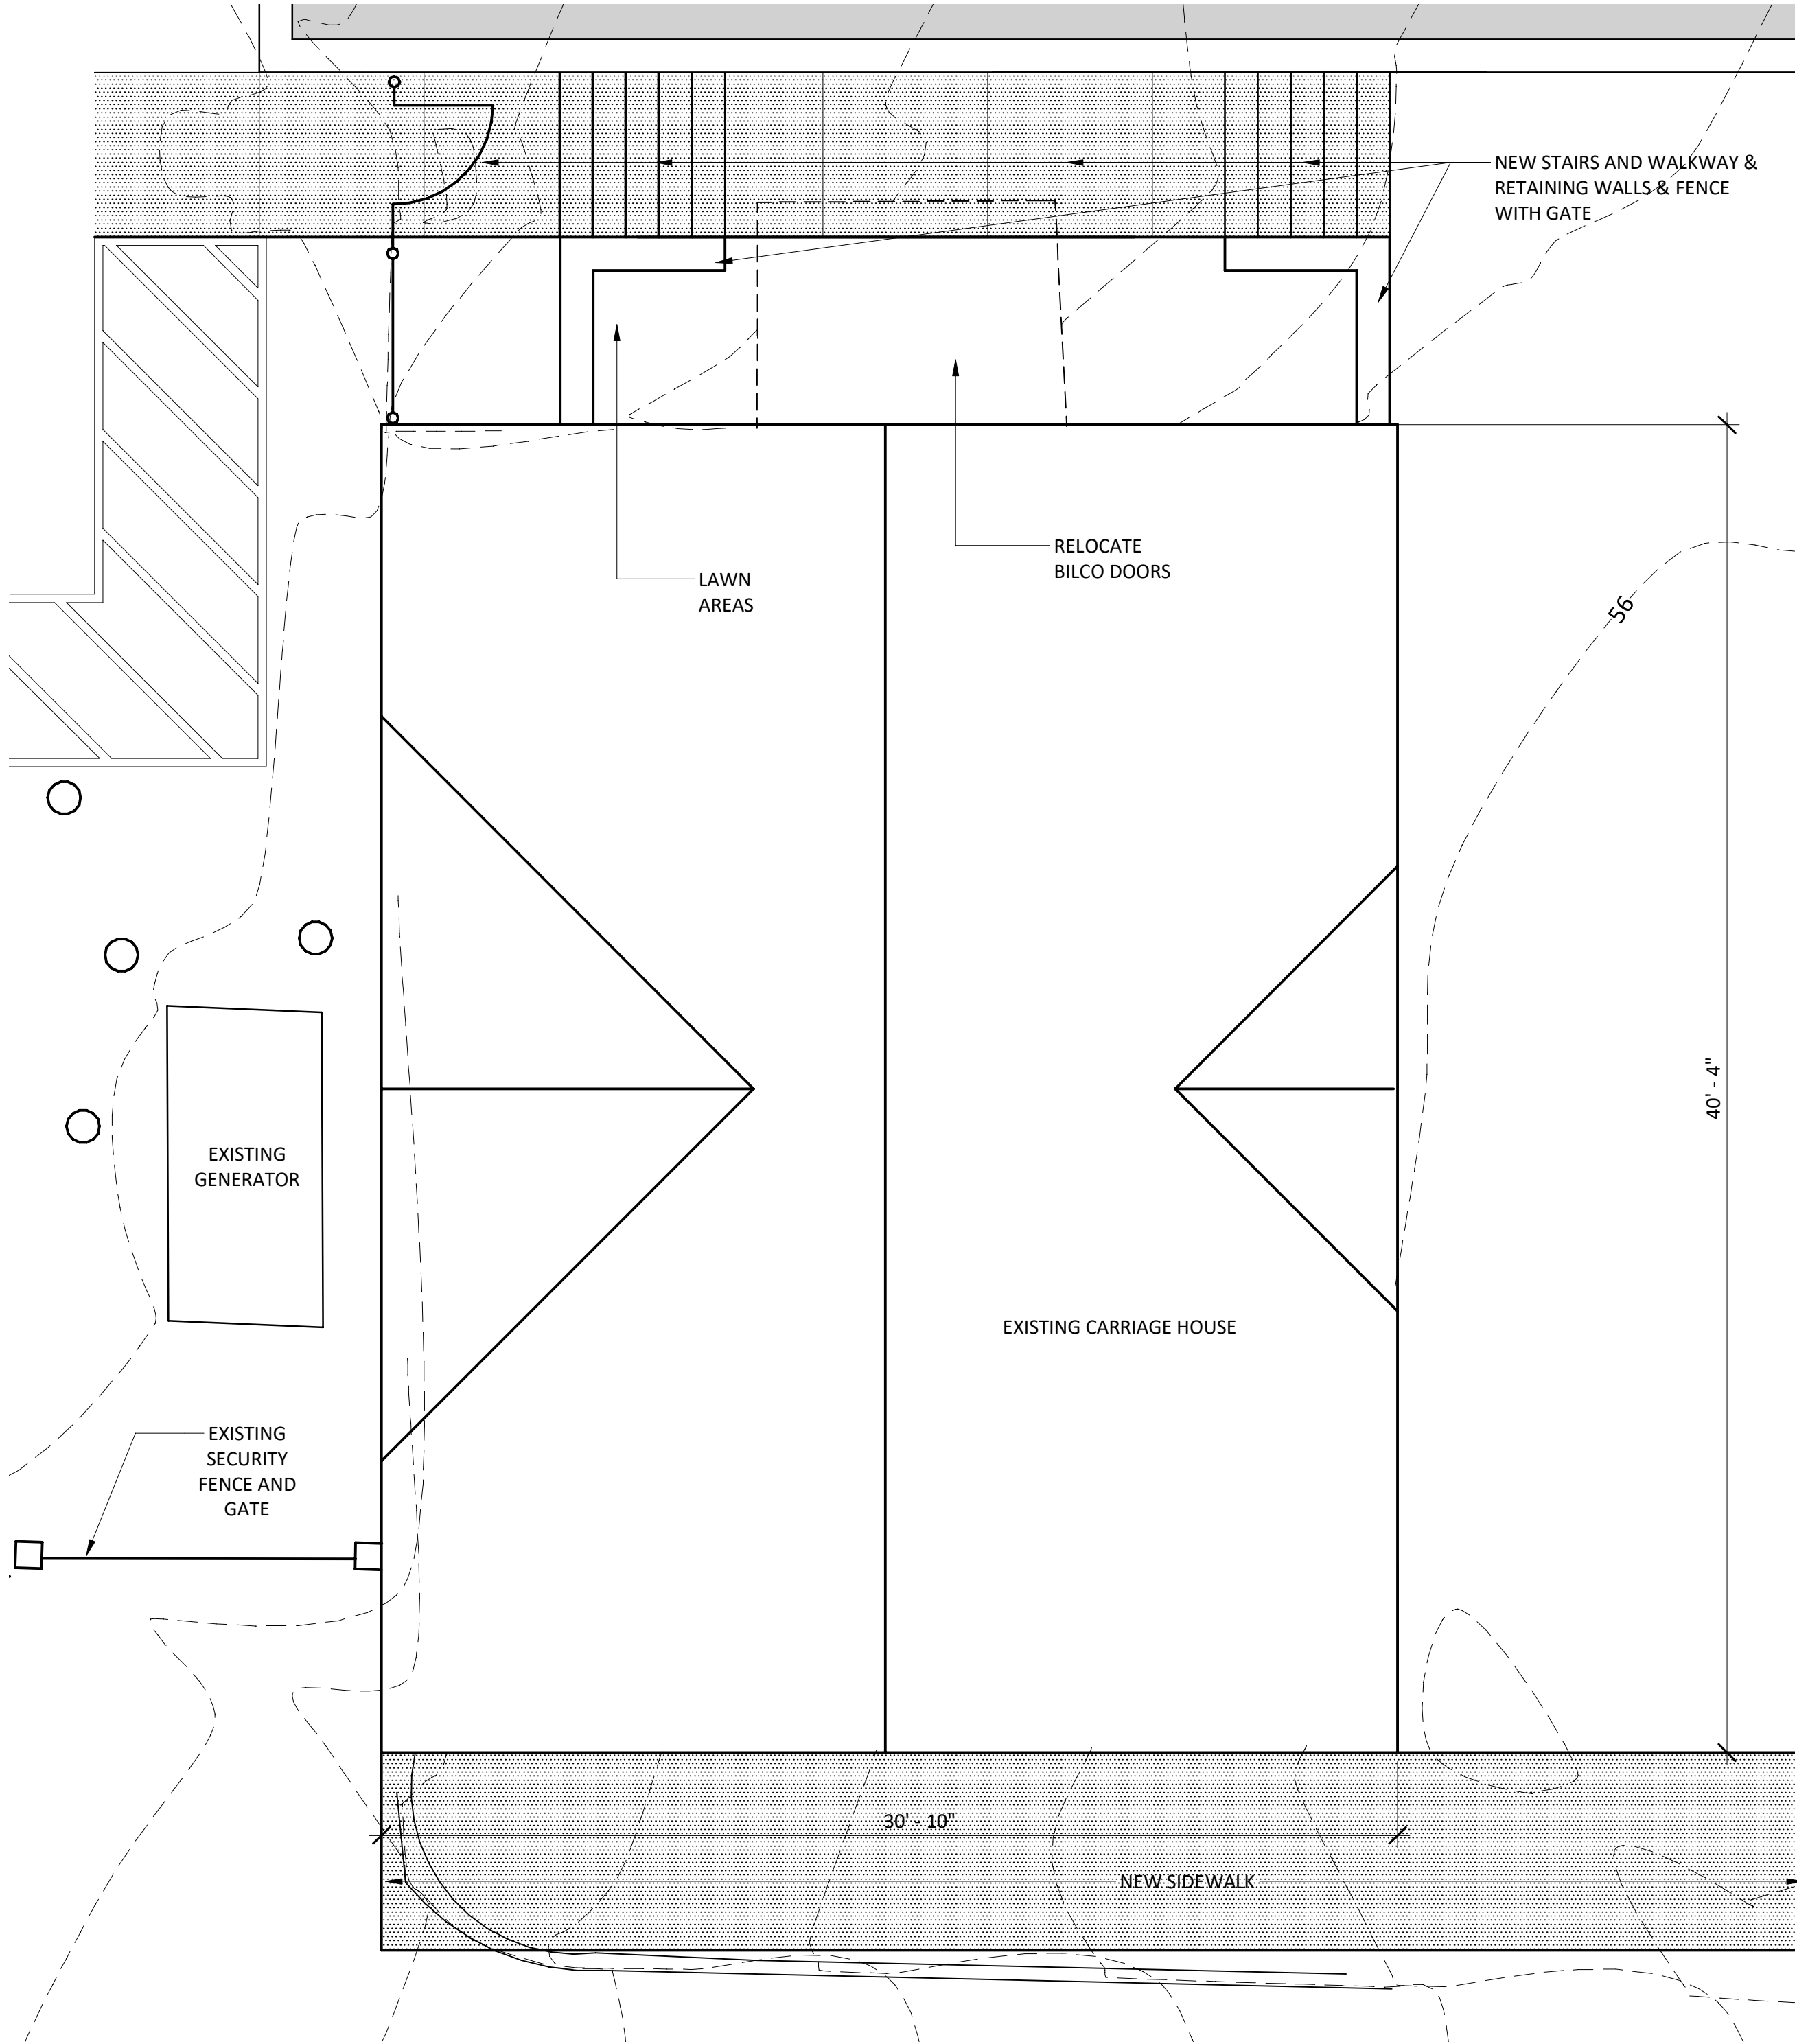 NEW STAIRS AND WALKWAY &
RETAINING WALLS & FENCE
WITH GATE
RELOCATE
BILCO DOORS
LAWN
AREAS
56
40' - 4"
EXISTING
GENERATOR
EXISTING CARRIAGE HOUSE
EXISTING
SECURITY
FENCE AND
GATE
30' - 10"
NEW SIDEWALK